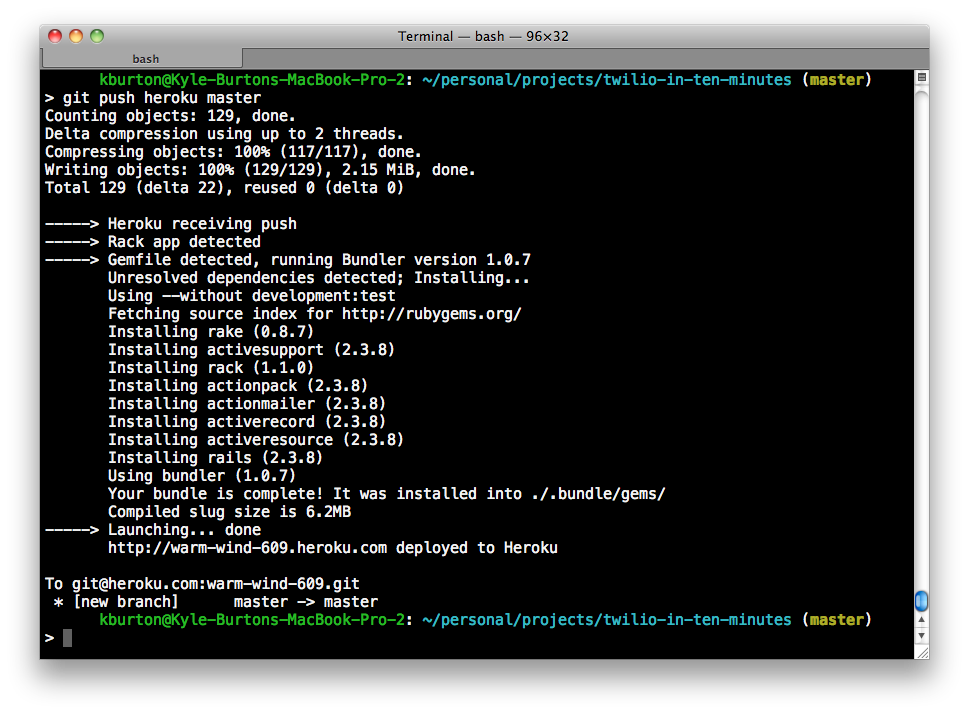 Terminal — bash — 96×32
bash
kburton@Kyle-Burtons-MacBook-Pro-2: ~/personal/projects/twilio-in-ten-minutes (master)
> git push heroku master
Counting objects: 129, done.
Delta compression using up to 2 threads.
Compressing objects: 100% (117/117), done.
Writing objects: 100% (129/129), 2.15 MiB, done.
Total 129 (delta 22), reused 0 (delta 0)
-----> Heroku receiving push
-----> Rack app detected
-----> Gemfile detected, running Bundler version 1.0.7
Unresolved dependencies detected; Installing...
Using --without development:test
Fetching source index for http://rubygems.org/
Installing rake (0.8.7)
Installing activesupport (2.3.8)
Installing rack (1.1.0)
Installing actionpack (2.3.8)
Installing actionmailer (2.3.8)
Installing activerecord (2.3.8)
Installing activeresource (2.3.8)
Installing rails (2.3.8)
Using bundler (1.0.7)
Your bundle is complete! It was installed into ./.bundle/gems/
Compiled slug size is 6.2MB
-----> Launching... done
http://warm-wind-609.heroku.com deployed to Heroku
To git@heroku.com:warm-wind-609.git
* [new branch]      master -> master
kburton@Kyle-Burtons-MacBook-Pro-2: ~/personal/projects/twilio-in-ten-minutes (master)
>